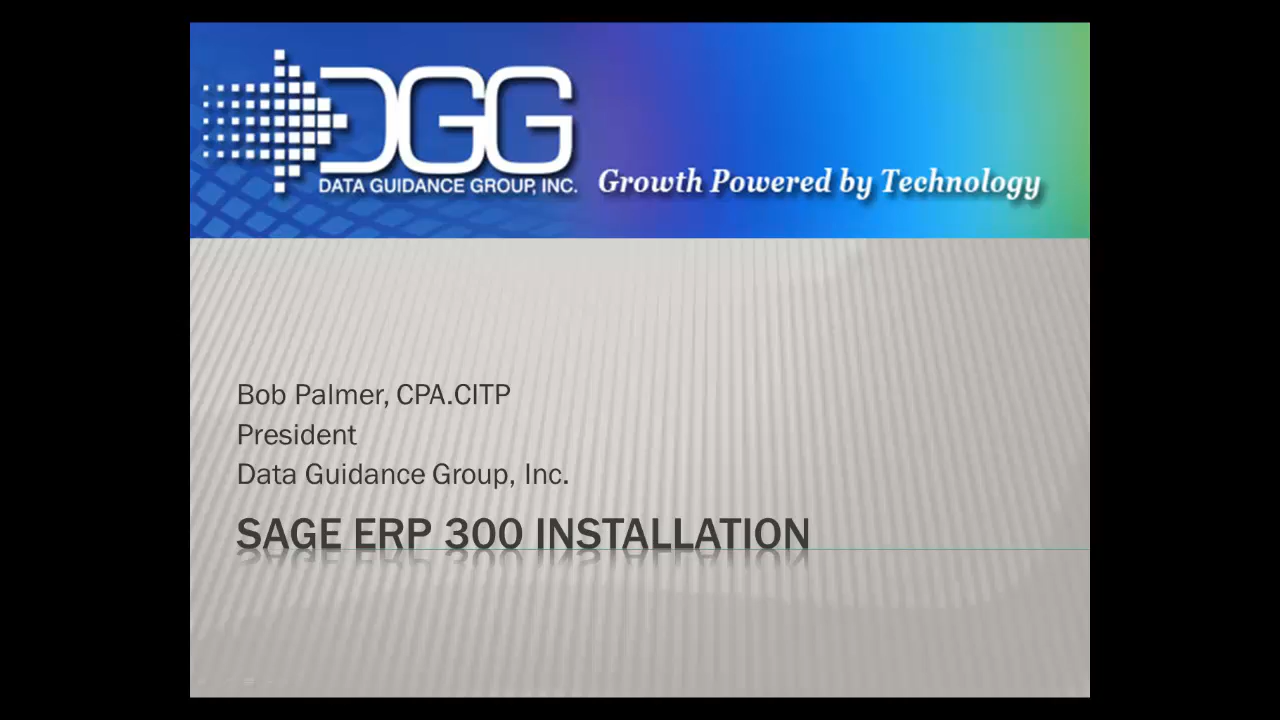 DGG
DATA GUIDANCE GROUP, INC.
Growth Powered by Technology
Bob Palmer, CPA.CITP
President
Data Guidance Group, Inc.
SAGE ERP 300 INSTALLATION